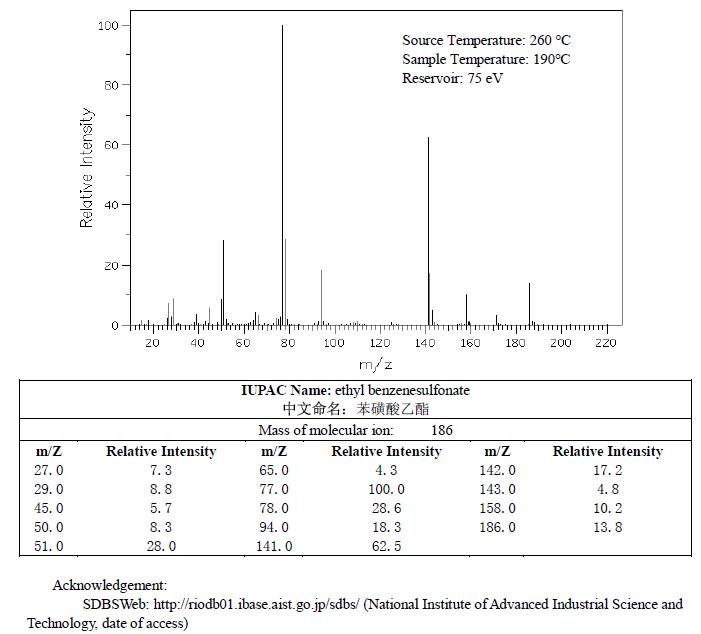 Source Temperature: 260 °C
Sample Temperature: 190°C
Reservoir: 75 eV
Relative Intensity
100
80
60
40
20
0
20 40 60 80 100 120 140 160 180 200 220
m/z
IUPAC Name: ethyl benzenesulfonate
中文命名: 苯磺酸乙酯
Mass of molecular ion: 186
m/Z Relative Intensity m/Z Relative Intensity m/Z Relative Intensity
27.0 7.3 65.0 4.3 142.0 17.2
29.0 8.8 77.0 100.0 143.0 4.8
45.0 5.7 78.0 28.6 158.0 10.2
50.0 8.3 94.0 18.3 186.0 13.8
51.0 28.0 141.0 62.5
Acknowledgement:
SDBSWeb: http://riodb01.ibase.aist.go.jp/sdbs/ (National Institute of Advanced Industrial Science and
Technology, date of access)